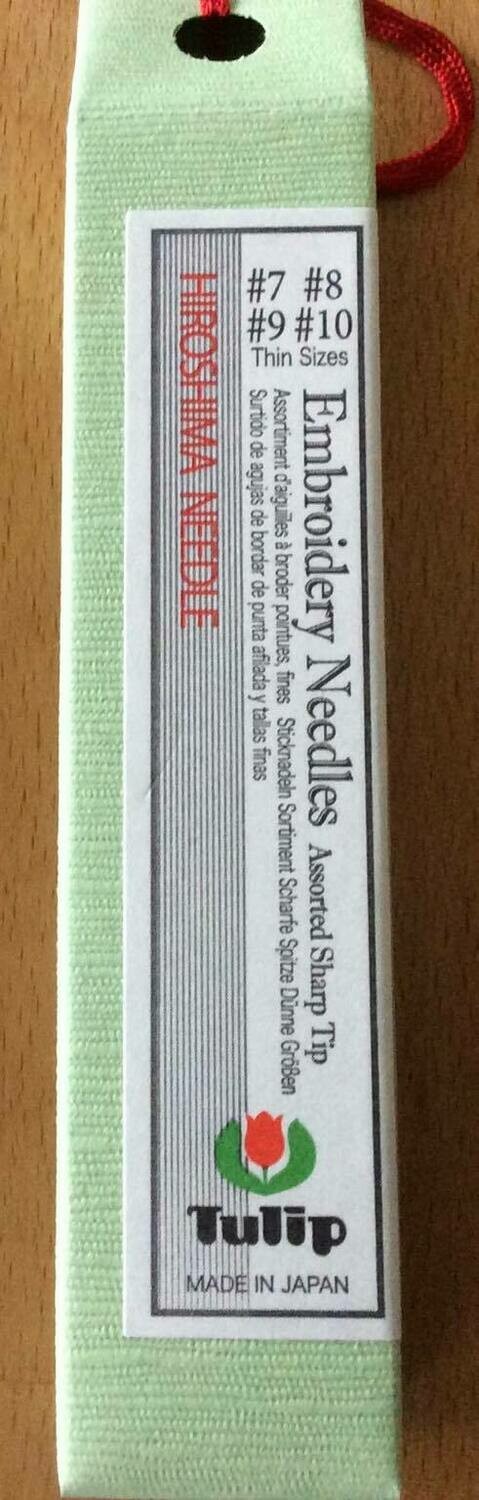 #7 #8
#9 #10
Thin Sizes
Embroidery Needles Assorted Sharp Tip
Assortiment d'aiguilles à broder pointues, fines Sticknadeln Sortiment Scharfe Spitze Dünne Größen
Surtido de agujas de bordar de punta afilada y tallas finas
HIROSHIMA NEEDLE
Tulip
MADE IN JAPAN